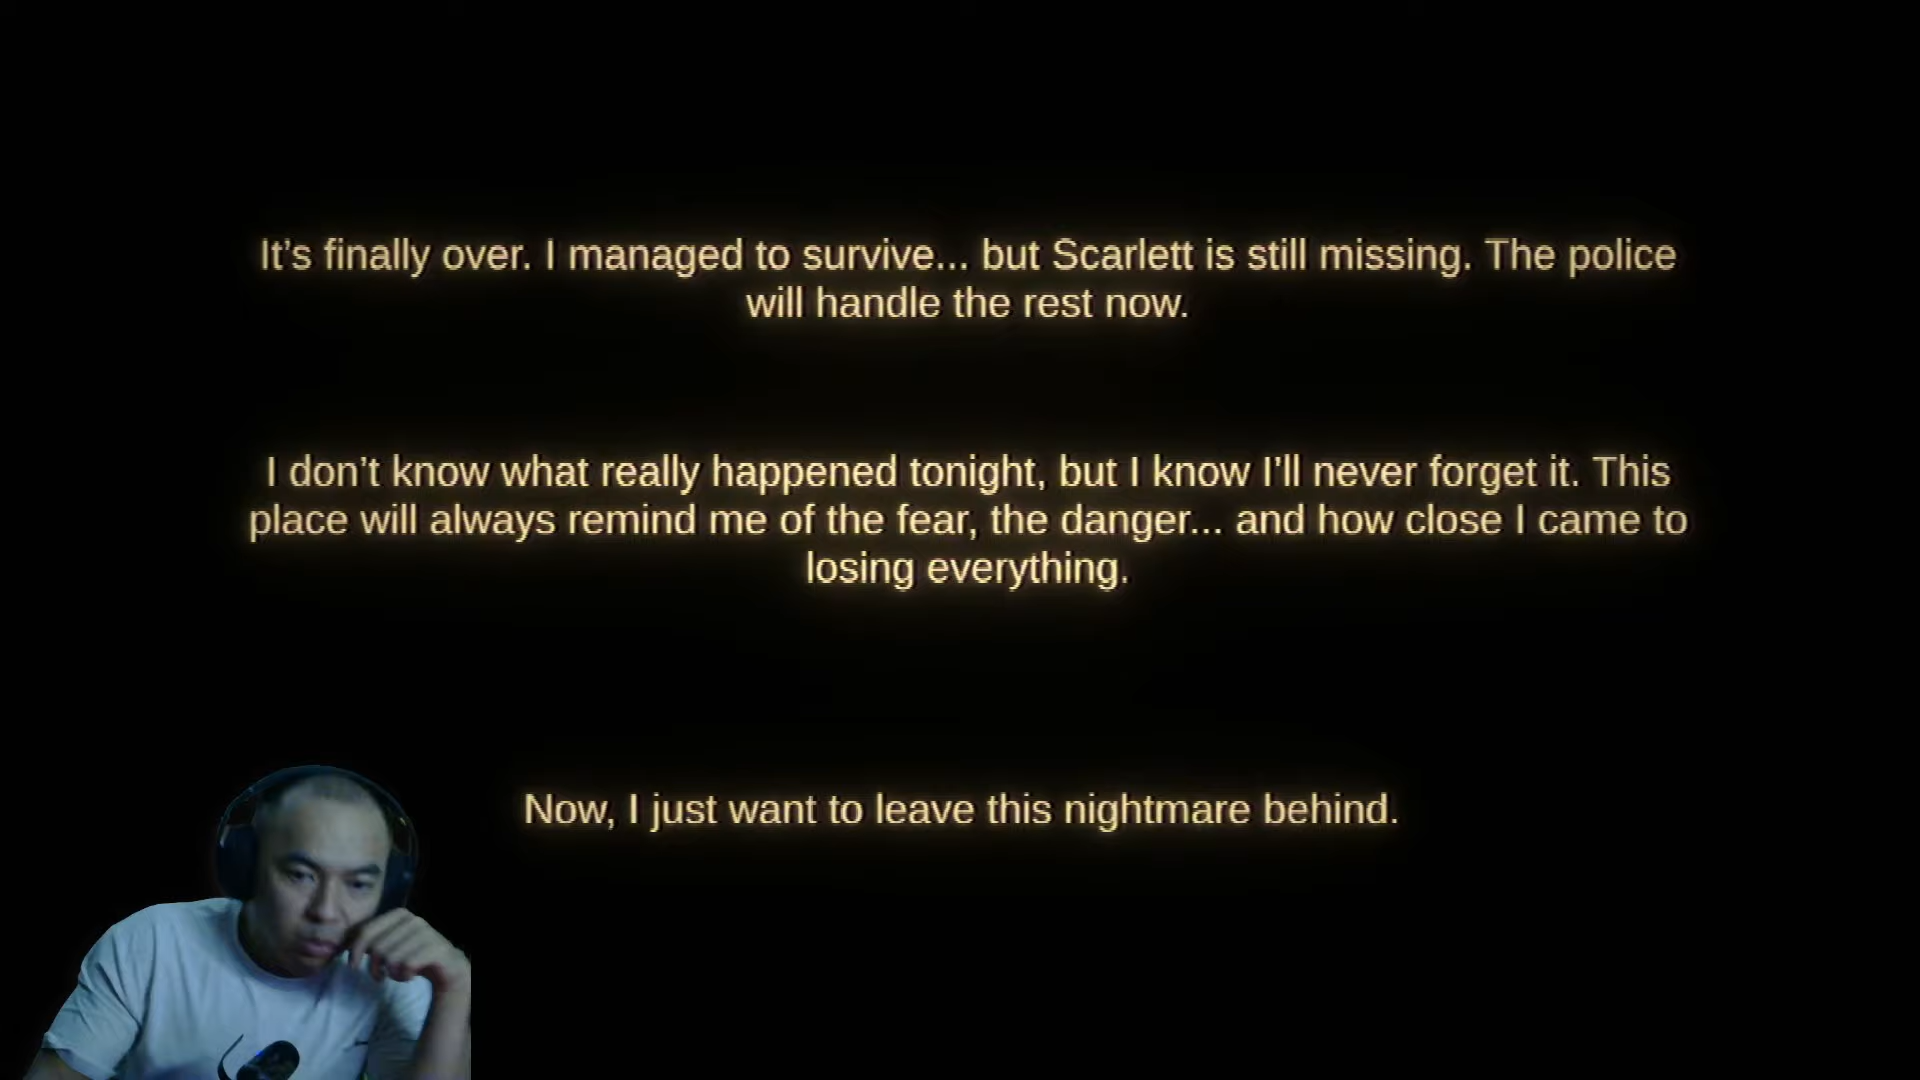 It’s finally over. I managed to survive... but Scarlett is still missing. The police
will handle the rest now.
I don’t know what really happened tonight, but I know I’ll never forget it. This
place will always remind me of the fear, the danger... and how close I came to
losing everything.
Now, I just want to leave this nightmare behind.